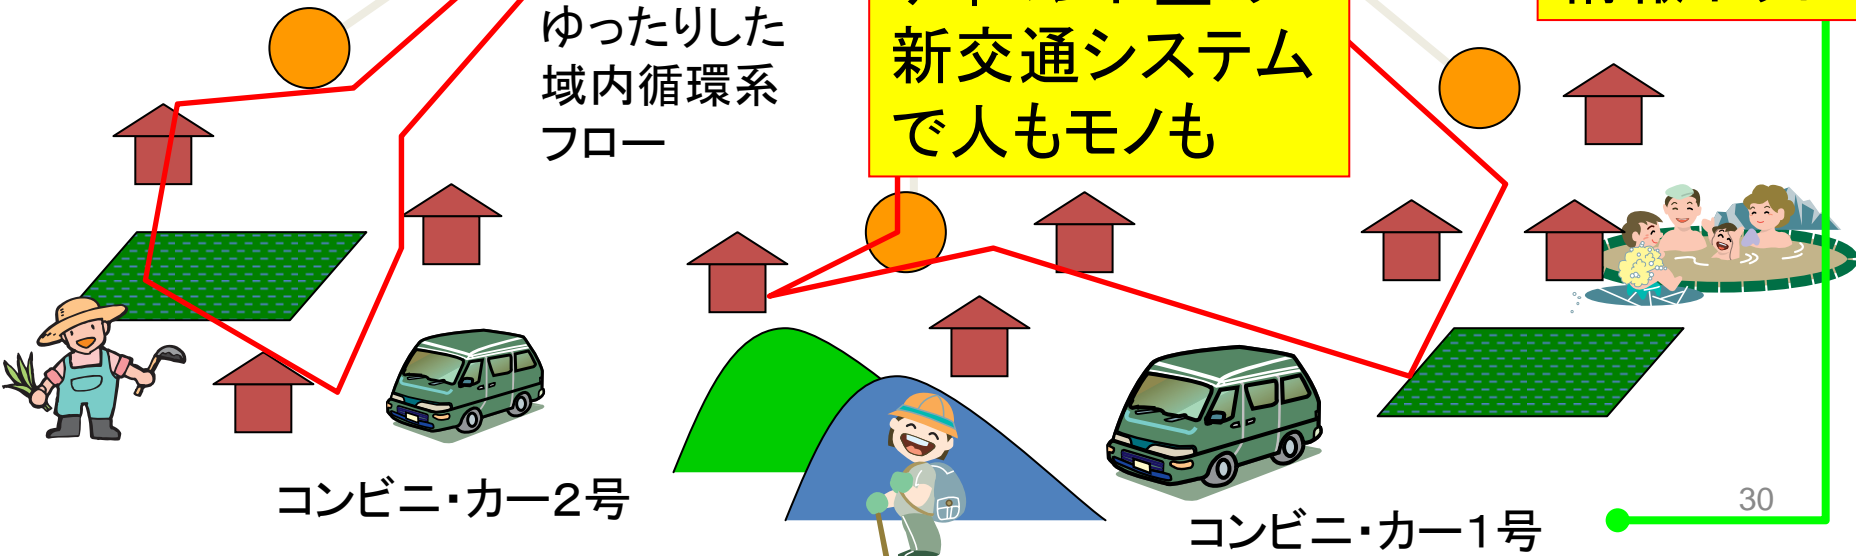 ゆったりした
域内循環系
フロー
新交通システム
で人もモノも
コンビニ・カー2号
コンビニ・カー1号
30